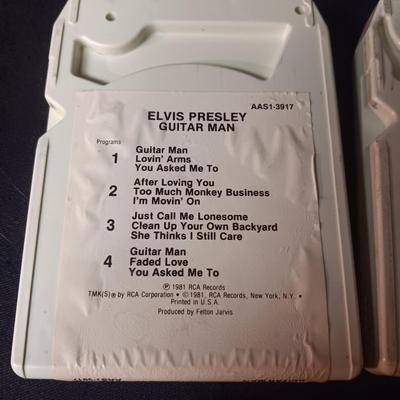 AAS1-3917
ELVIS PRESLEY
GUITAR MAN
Programs
1 Guitar Man
Lovin' Arms
You Asked Me To
2 After Loving You
Too Much Monkey Business
I'm Movin' On
3 Just Call Me Lonesome
Clean Up Your Own Backyard
She Thinks I Still Care
4 Guitar Man
Faded Love
You Asked Me To
Ⓟ 1981 RCA Records
TMK(S) ® by RCA Corporation • © 1981, RCA Records, New York, N.Y. •
Printed in U.S.A.
Produced by Felton Jarvis